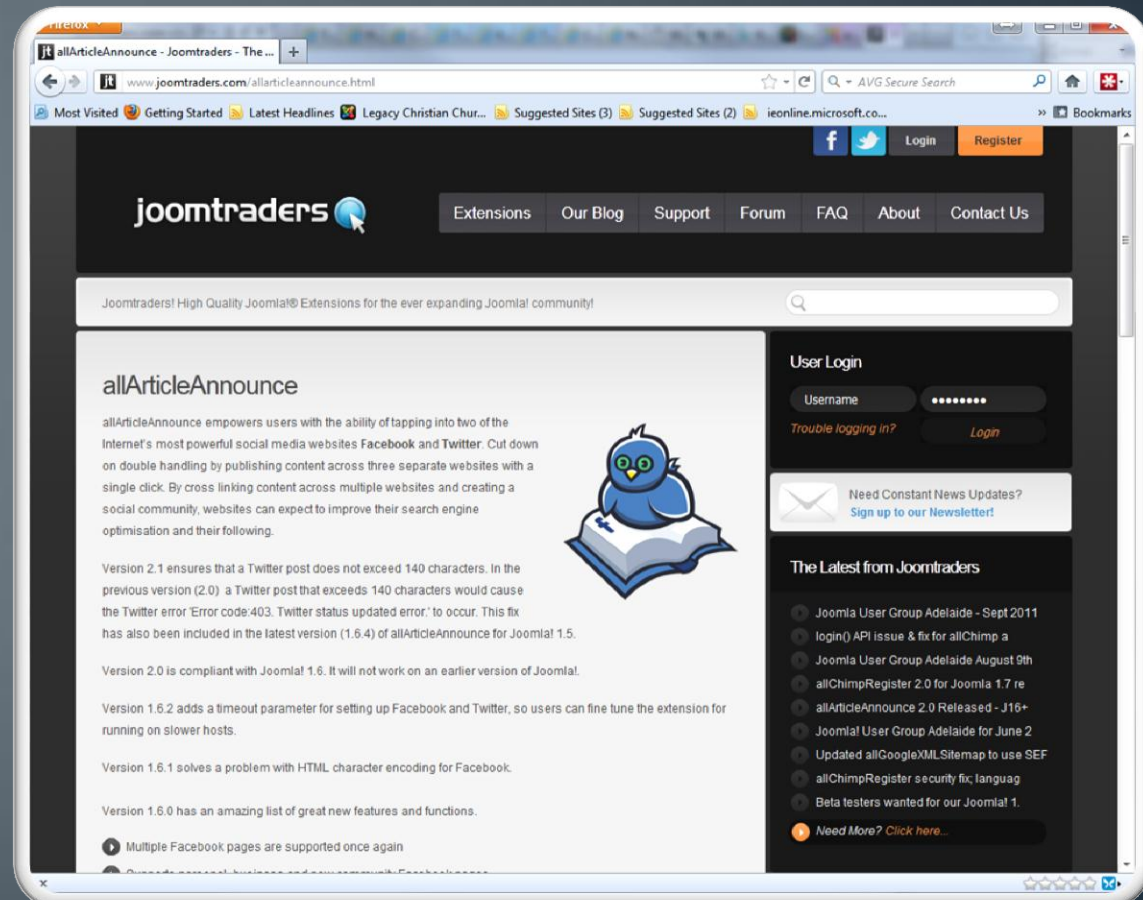 Firefox
allArticleAnnounce - Joomtraders - The ...
www.joomtraders.com/allarticleannounce.html
AVG Secure Search
Most Visited Getting Started Latest Headlines Legacy Christian Chur... Suggested Sites (3) Suggested Sites (2) ieonline.microsoft.co... » Bookmarks
f Login Register
joomtraders
Extensions Our Blog Support Forum FAQ About Contact Us
Joomtraders! High Quality Joomla!® Extensions for the ever expanding Joomla! community!
allArticleAnnounce
allArticleAnnounce empowers users with the ability of tapping into two of the
Internet's most powerful social media websites Facebook and Twitter. Cut down
on double handling by publishing content across three separate websites with a
single click. By cross linking content across multiple websites and creating a
social community, websites can expect to improve their search engine
optimisation and their following.
Version 2.1 ensures that a Twitter post does not exceed 140 characters. In the
previous version (2.0) a Twitter post that exceeds 140 characters would cause
the Twitter error 'Error code:403. Twitter status updated error.' to occur. This fix
has also been included in the latest version (1.6.4) of allArticleAnnounce for Joomla! 1.5.
Version 2.0 is compliant with Joomla! 1.6. It will not work on an earlier version of Joomla!.
Version 1.6.2 adds a timeout parameter for setting up Facebook and Twitter, so users can fine tune the extension for
running on slower hosts.
Version 1.6.1 solves a problem with HTML character encoding for Facebook.
Version 1.6.0 has an amazing list of great new features and functions.
Multiple Facebook pages are supported once again
User Login
Username
Trouble logging in? Login
Need Constant News Updates?
Sign up to our Newsletter!
The Latest from Joomtraders
Joomla User Group Adelaide - Sept 2011
login() API issue & fix for allChimp a
Joomla User Group Adelaide August 9th
allChimpRegister 2.0 for Joomla 1.7 re
allArticleAnnounce 2.0 Released - J16+
Joomla! User Group Adelaide for June 2
Updated allGoogleXMLSitemap to use SEF
allChimpRegister security fix; languag
Beta testers wanted for our Joomla! 1.
Need More? Click here...